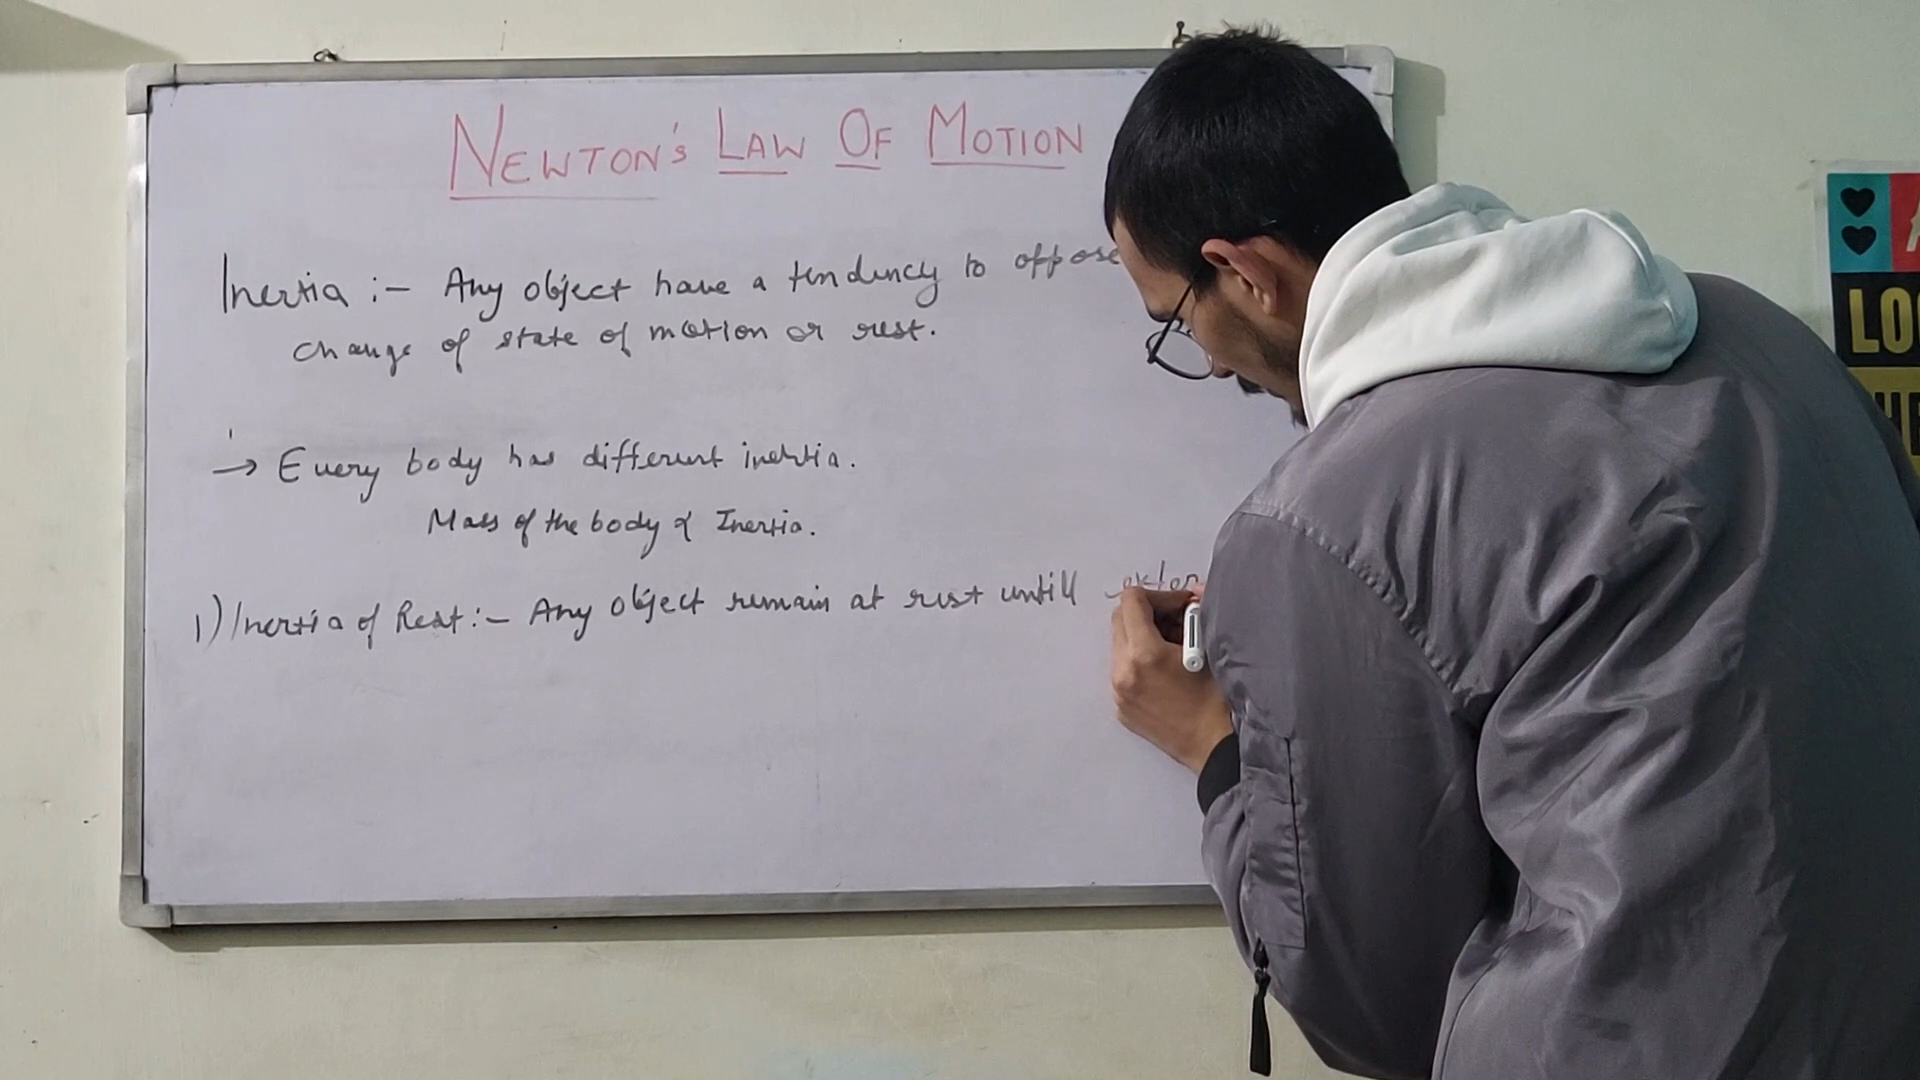 NEWTON'S LAW OF MOTION
Inertia :- Any object have a tendency to oppose
change of state of motion or rest.
→ Every body has different inertia.
Mass of the body ∝ Inertia.
1) Inertia of Rest :- Any object remain at rest untill exter
LO